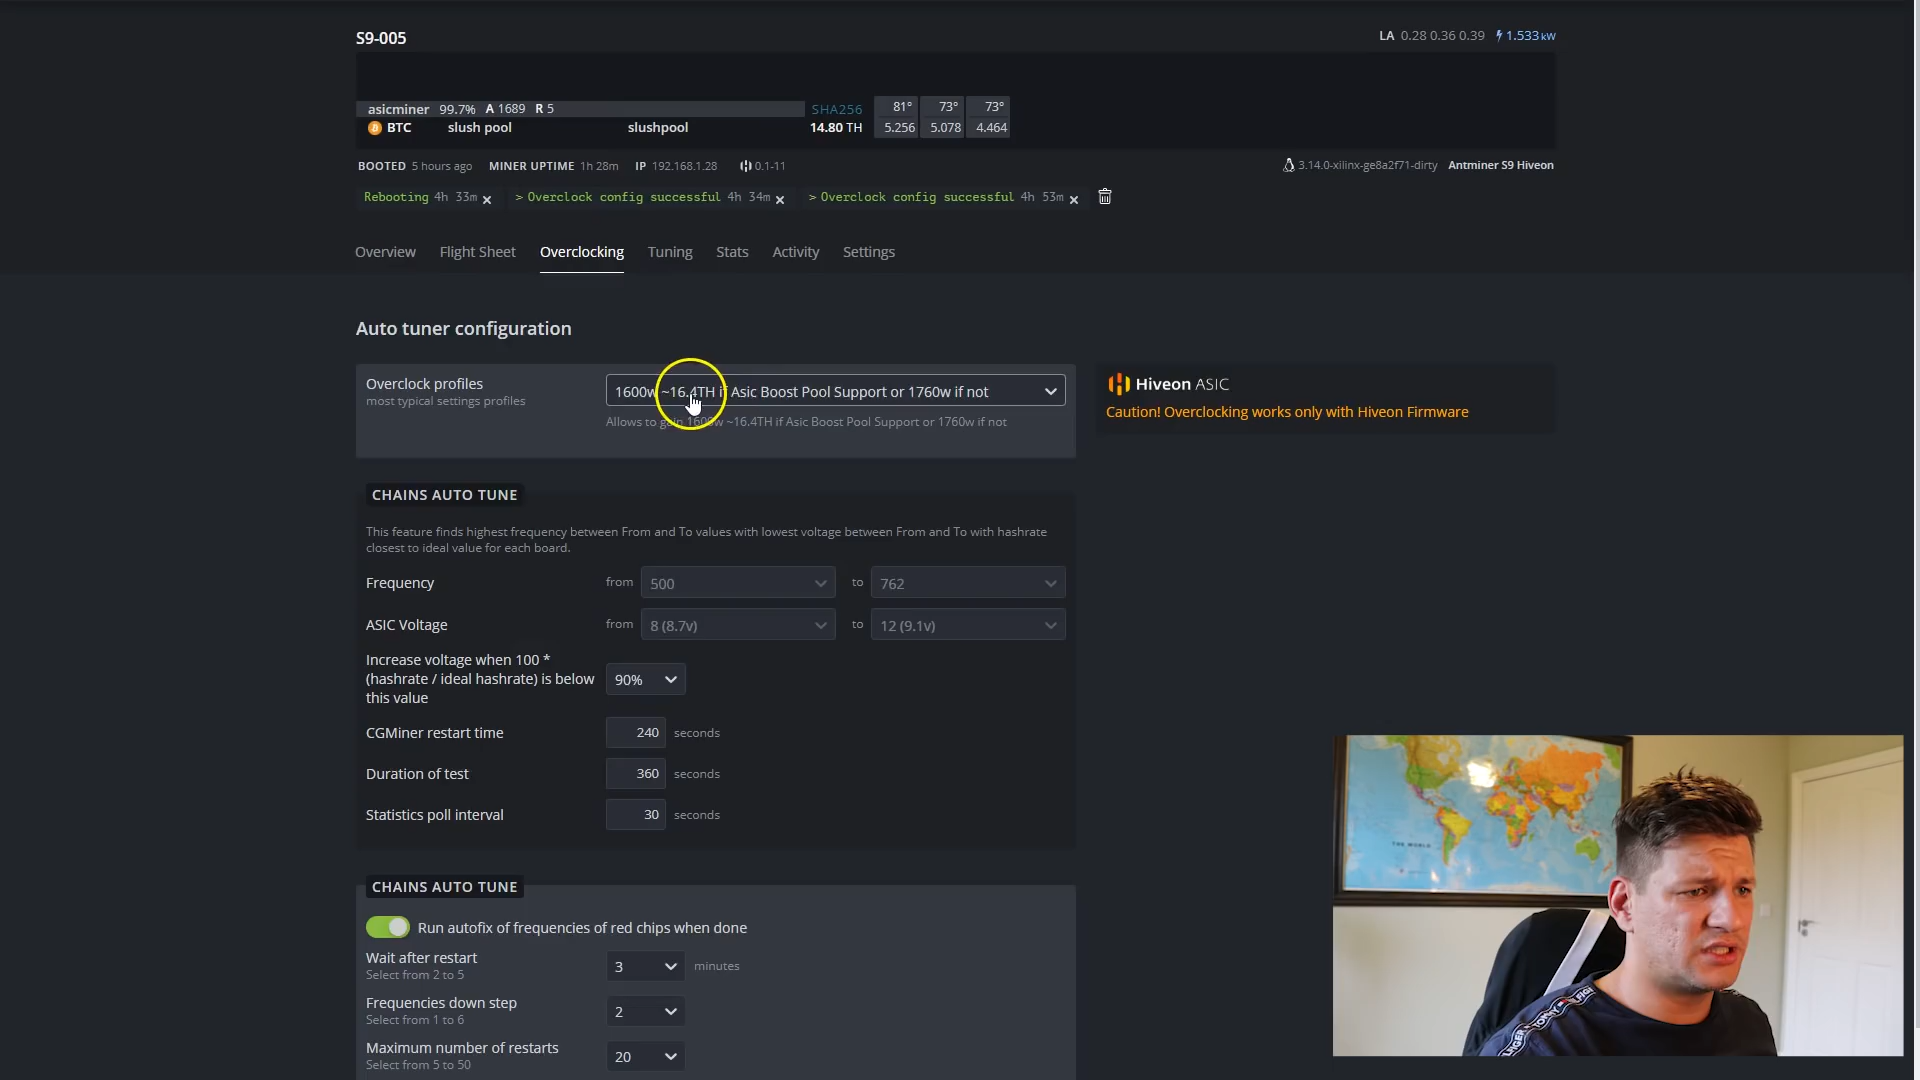 S9-005
LA 0.28 0.36 0.39 1.533 kW
asicminer 99.7% A 1689 R 5 SHA256 81° 73° 73°
BTC slush pool slushpool 14.80 TH 5.256 5.078 4.464
BOOTED 5 hours ago MINER UPTIME 1h 28m IP 192.168.1.28 0.1-11 3.14.0-xilinx-ge8a2f71-dirty Antminer S9 Hiveon
Rebooting 4h 33m × > Overclock config successful 4h 34m × > Overclock config successful 4h 53m ×
Overview Flight Sheet Overclocking Tuning Stats Activity Settings
Auto tuner configuration
Overclock profiles
most typical settings profiles
1600w ~16.4TH if Asic Boost Pool Support or 1760w if not
Allows to gain 1600w ~16.4TH if Asic Boost Pool Support or 1760w if not
Hiveon ASIC
Caution! Overclocking works only with Hiveon Firmware
CHAINS AUTO TUNE
This feature finds highest frequency between From and To values with lowest voltage between From and To with hashrate
closest to ideal value for each board.
Frequency from 500 to 762
ASIC Voltage from 8 (8.7v) to 12 (9.1v)
Increase voltage when 100 *
(hashrate / ideal hashrate) is below
this value
90%
CGMiner restart time 240 seconds
Duration of test 360 seconds
Statistics poll interval 30 seconds
CHAINS AUTO TUNE
Run autofix of frequencies of red chips when done
Wait after restart
Select from 2 to 5
3 minutes
Frequencies down step
Select from 1 to 6
2
Maximum number of restarts
Select from 5 to 50
20
THE WORLD